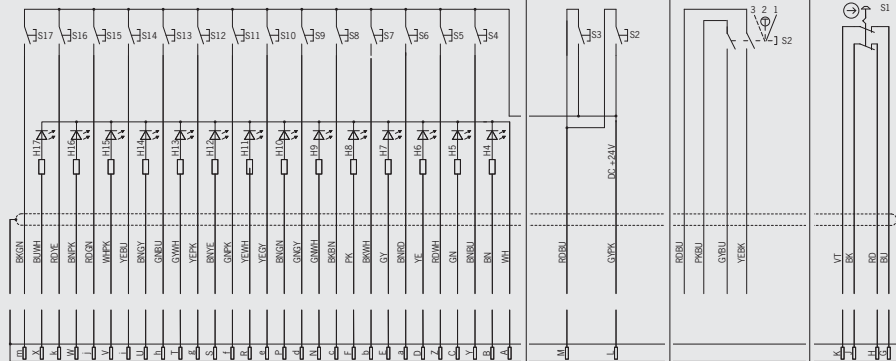 S17 S16 S15 S14 S13 S12 S11 S10 S9 S8 S7 S6 S5 S4 S3 S2
3 2 1
S2
S1
H17 H16 H15 H14 H13 H12 H11 H10 H9 H8 H7 H6 H5 H4
DC +24V
BKGN BUWH RDYE BNPK RDGN WHPK YEBU BNGY GNBU GYWH YEPK BNYE GNPK YEWH YEGY BNGN GNGY GNWH BKBN PK BKWH GY BNRD YE RDWH GN BNBU BN WH RDBU GYPK RDBU PKBU GYBU YEBK VT BK RD BU
m X k W j V i U h T g S f R e P d N c F b E a D Z C Y B A M L K J H G